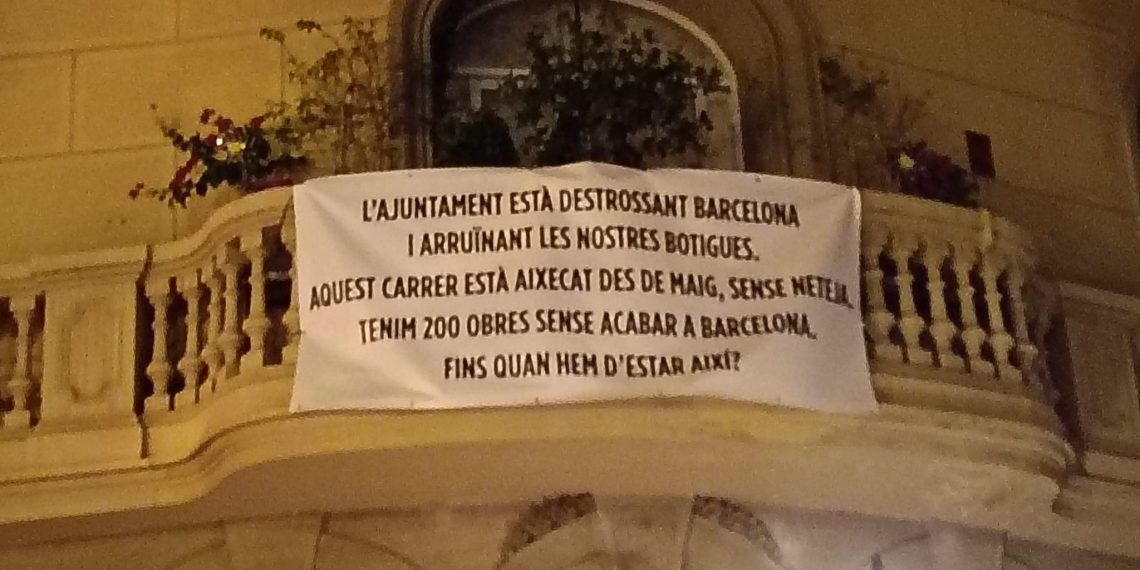 L'AJUNTAMENT ESTÀ DESTROSSANT BARCELONA
I ARRUÏNANT LES NOSTRES BOTIGUES.
AQUEST CARRER ESTÀ AIXECAT DES DE MAIG, SENSE NETEJA.
TENIM 200 OBRES SENSE ACABAR A BARCELONA.
FINS QUAN HEM D'ESTAR AIXÍ?